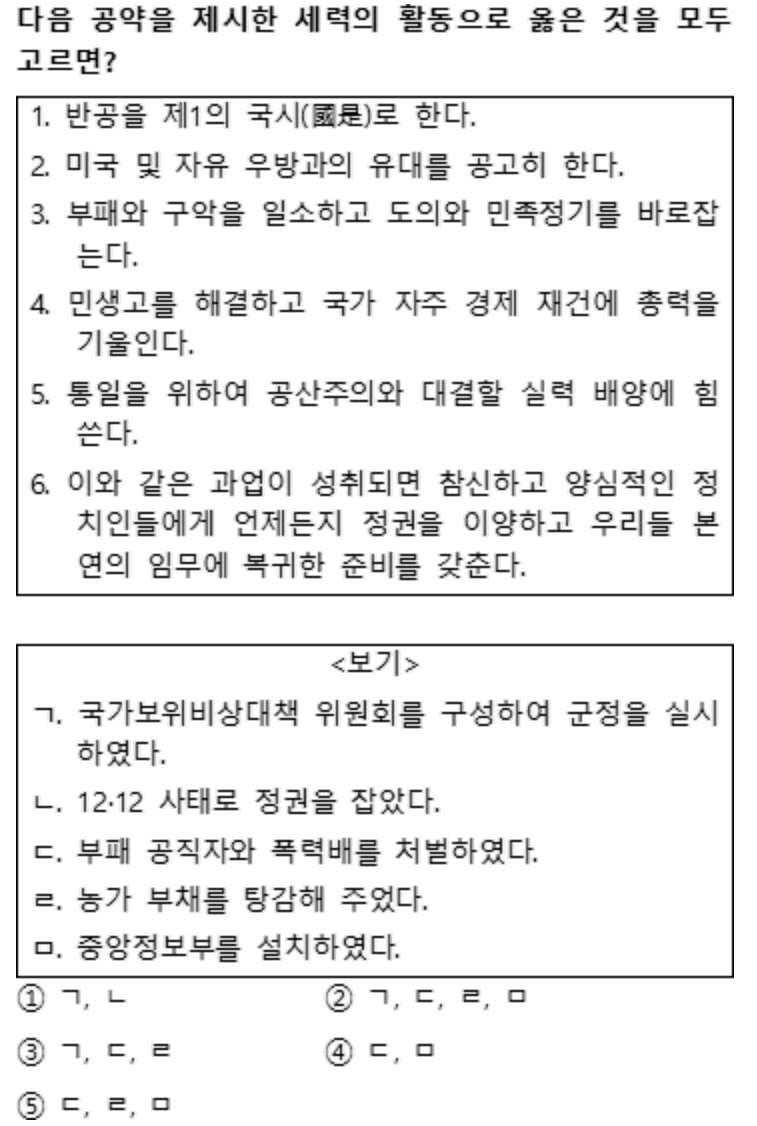 다음 공약을 제시한 세력의 활동으로 옳은 것을 모두
고르면?
1. 반공을 제1의 국시(國是)로 한다.
2. 미국 및 자유 우방과의 유대를 공고히 한다.
3. 부패와 구악을 일소하고 도의와 민족정기를 바로잡
는다.
4. 민생고를 해결하고 국가 자주 경제 재건에 총력을
기울인다.
5. 통일을 위하여 공산주의와 대결할 실력 배양에 힘
쓴다.
6. 이와 같은 과업이 성취되면 참신하고 양심적인 정
치인들에게 언제든지 정권을 이양하고 우리들 본
연의 임무에 복귀한 준비를 갖춘다.
<보기>
ㄱ. 국가보위비상대책 위원회를 구성하여 군정을 실시
하였다.
ㄴ. 12·12 사태로 정권을 잡았다.
ㄷ. 부패 공직자와 폭력배를 처벌하였다.
ㄹ. 농가 부채를 탕감해 주었다.
ㅁ. 중앙정보부를 설치하였다.
① ㄱ, ㄴ ② ㄱ, ㄷ, ㄹ, ㅁ
③ ㄱ, ㄷ, ㄹ ④ ㄷ, ㅁ
⑤ ㄷ, ㄹ, ㅁ